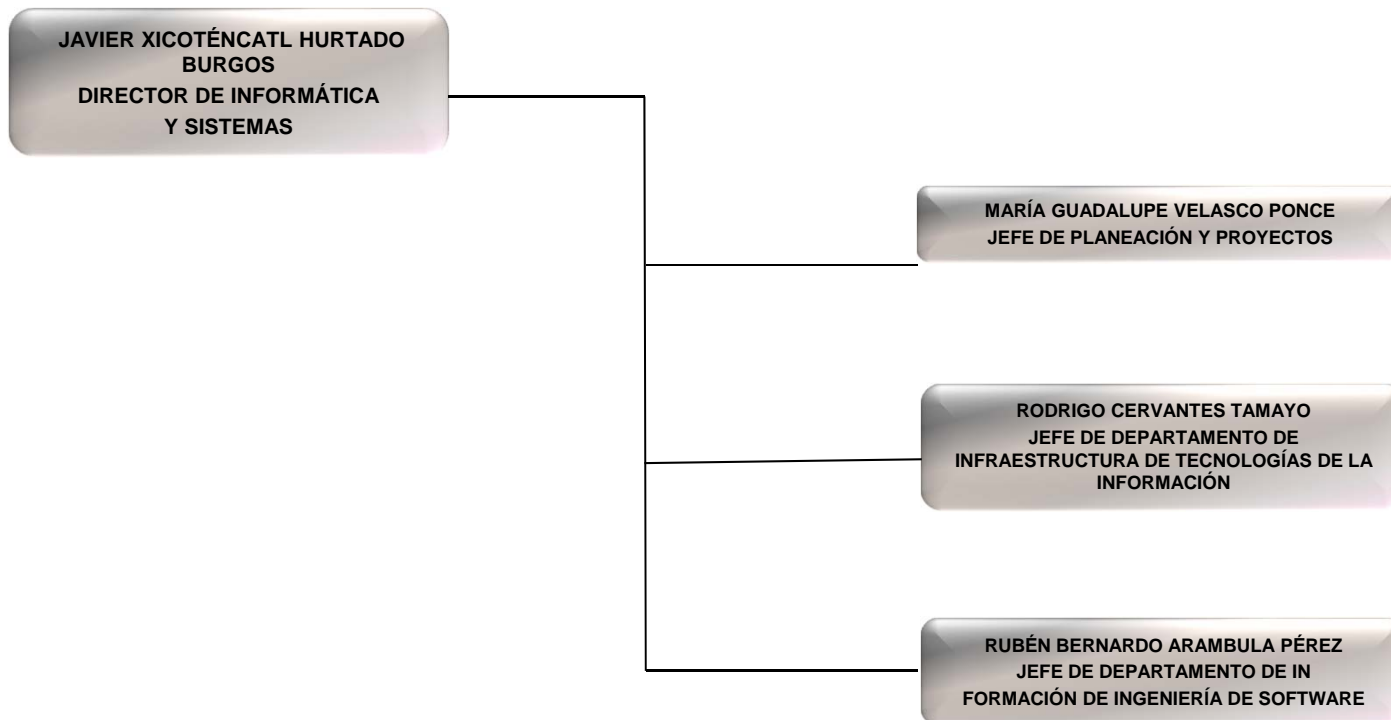 JAVIER XICOTÉNCATL HURTADO
BURGOS
DIRECTOR DE INFORMÁTICA
Y SISTEMAS
MARÍA GUADALUPE VELASCO PONCE
JEFE DE PLANEACIÓN Y PROYECTOS
RODRIGO CERVANTES TAMAYO
JEFE DE DEPARTAMENTO DE
INFRAESTRUCTURA DE TECNOLOGÍAS DE LA
INFORMACIÓN
RUBÉN BERNARDO ARAMBULA PÉREZ
JEFE DE DEPARTAMENTO DE IN
FORMACIÓN DE INGENIERÍA DE SOFTWARE